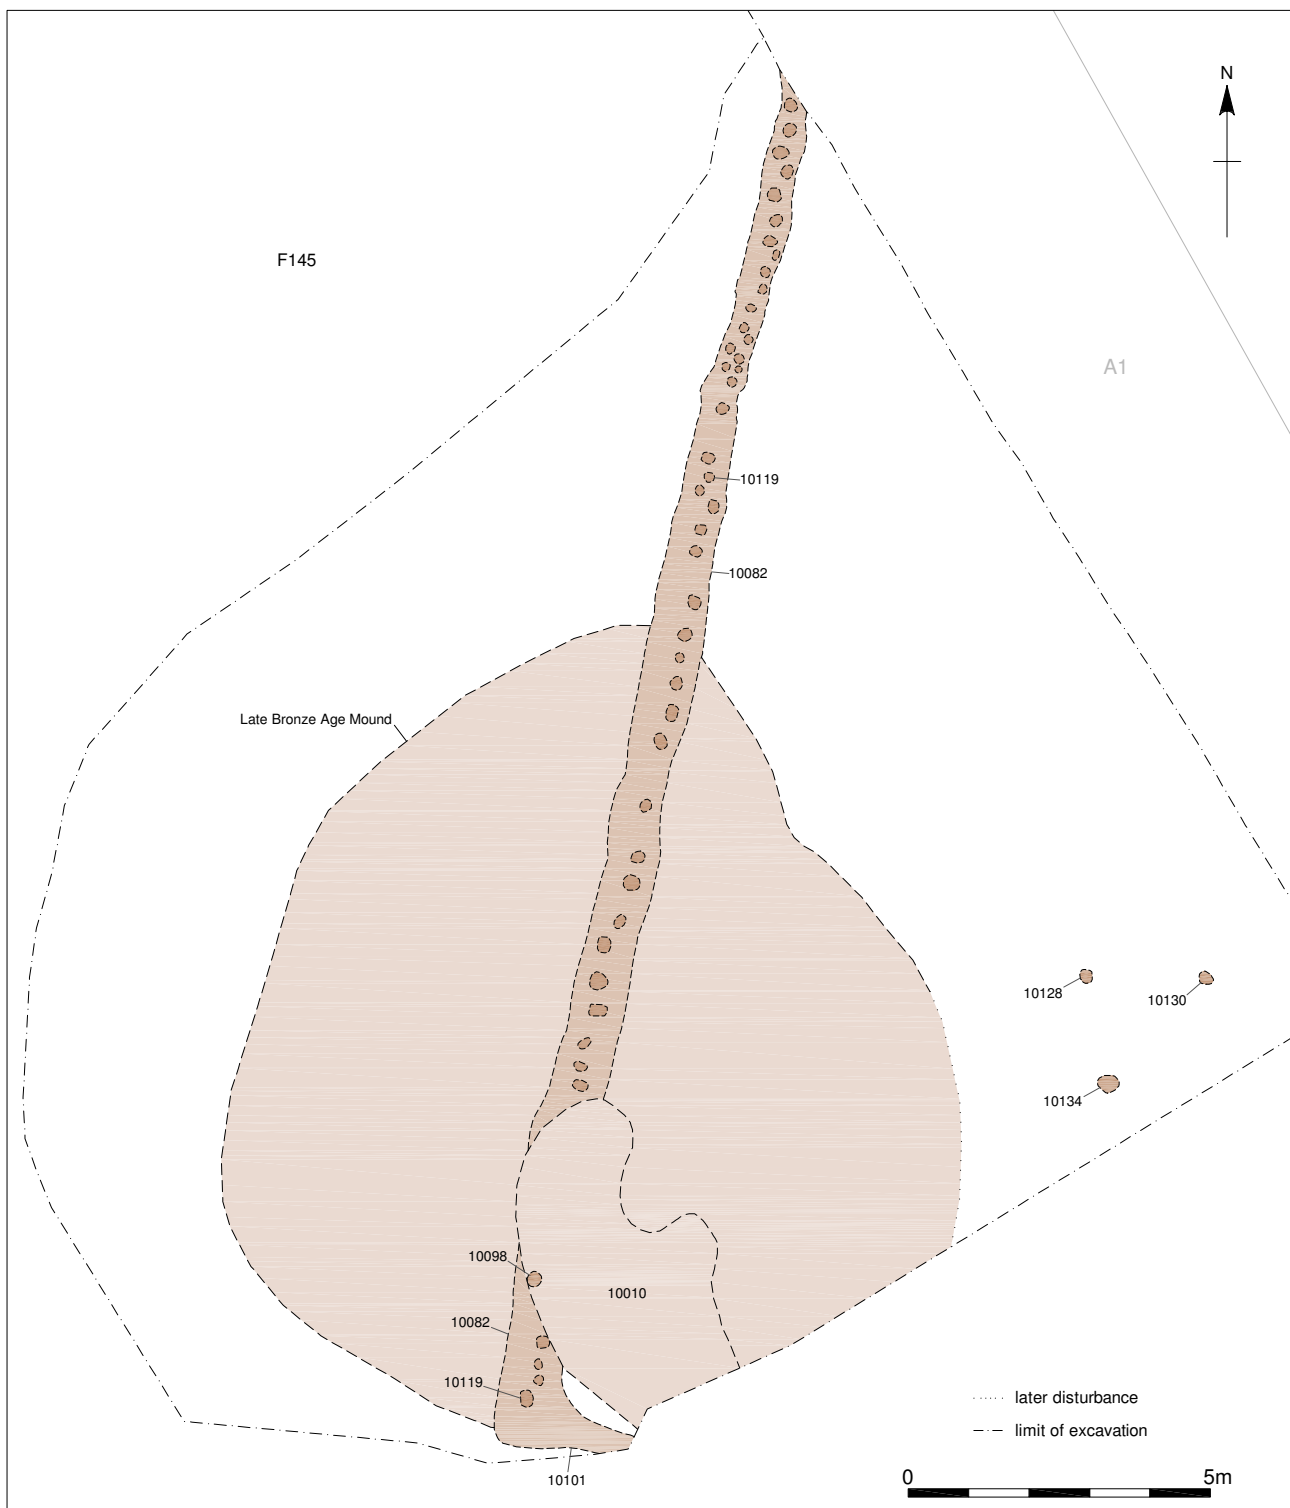 N
F145
A1
10119
10082
Late Bronze Age Mound
10128
10130
10134
10098
10010
10082
10119
later disturbance
limit of excavation
10101
0 5m